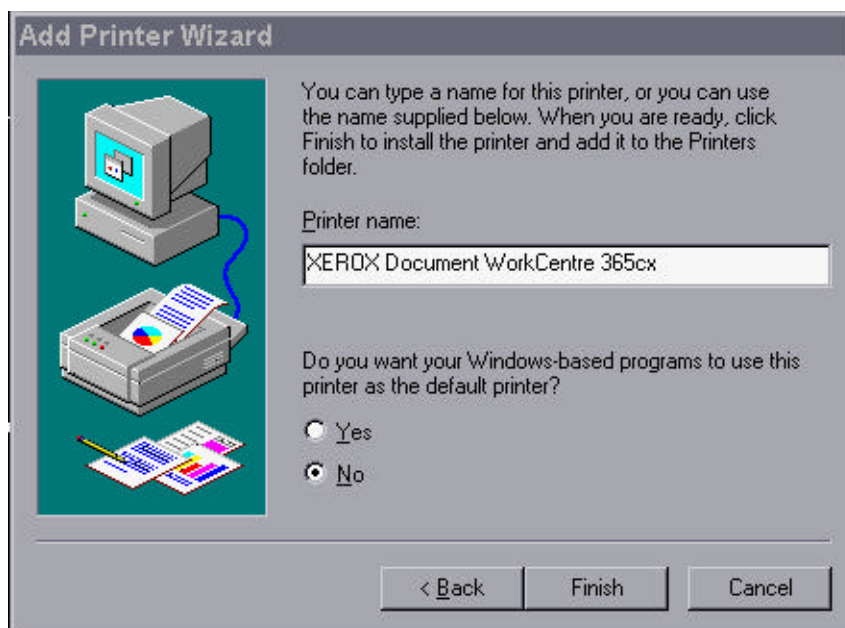 Add Printer Wizard
You can type a name for this printer, or you can use
the name supplied below. When you are ready, click
Finish to install the printer and add it to the Printers
folder.
Printer name:
XEROX Document WorkCentre 365cx
Do you want your Windows-based programs to use this
printer as the default printer?
Yes
No
< Back
Finish
Cancel